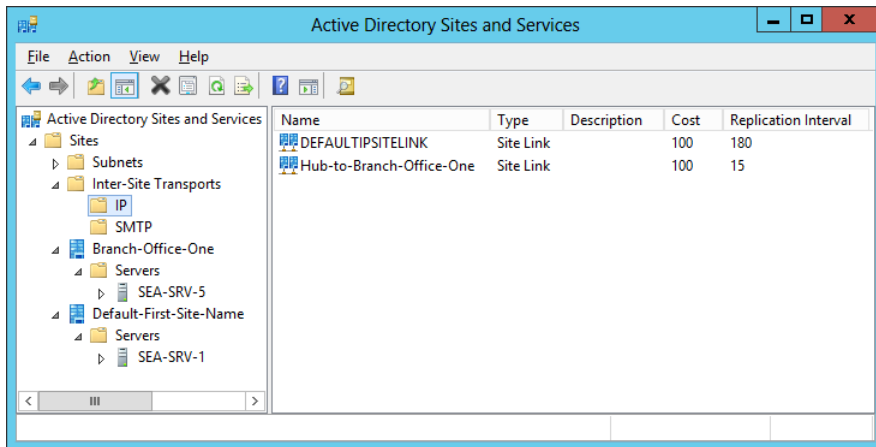 Active Directory Sites and Services
File Action View Help
Active Directory Sites and Services
Sites
Subnets
Inter-Site Transports
IP
SMTP
Branch-Office-One
Servers
SEA-SRV-5
Default-First-Site-Name
Servers
SEA-SRV-1
Name Type Description Cost Replication Interval
DEFAULTIPSITELINK Site Link 100 180
Hub-to-Branch-Office-One Site Link 100 15